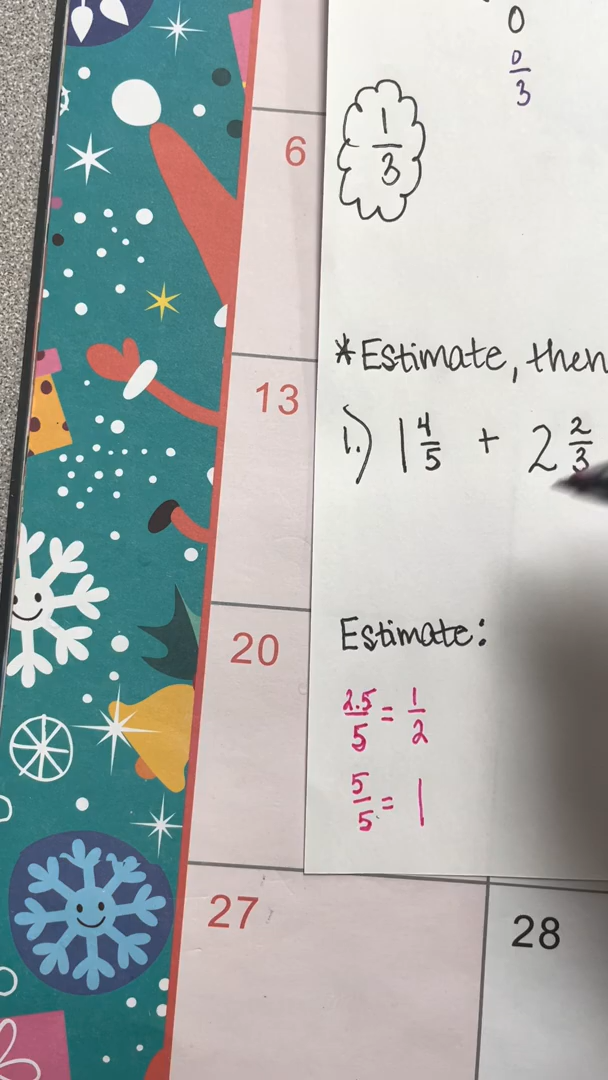 0
0/3
1/3
6
*Estimate, then
13
1.) 1 4/5 + 2 2/3
20
Estimate:
2.5/5 = 1/2
5/5 = 1
27
28